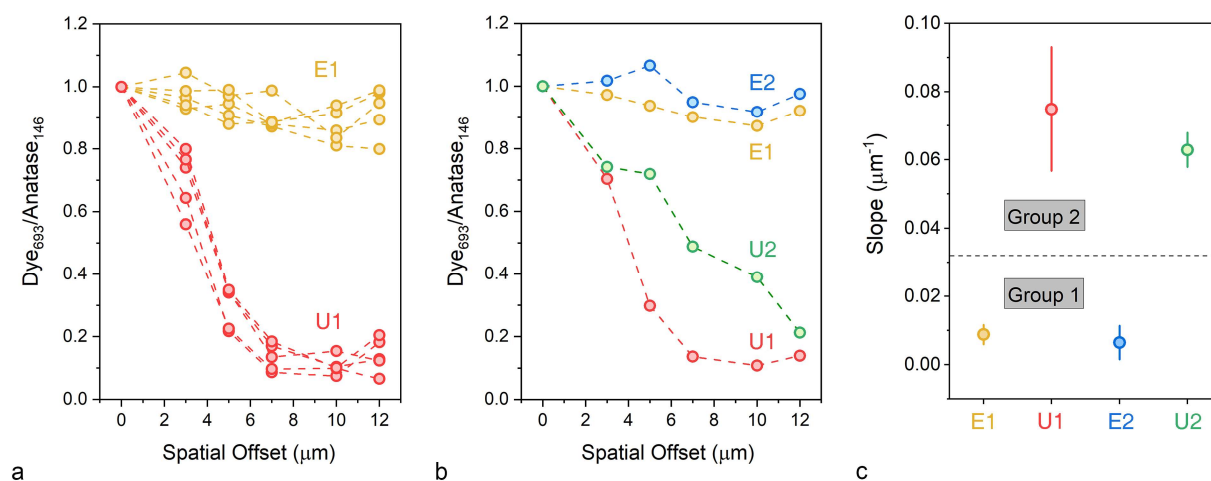 1.2
1.0
0.8
0.6
0.4
0.2
0.0
Dye693/Anatase146
E1
U1
0 2 4 6 8 10 12
Spatial Offset (μm)
a
1.2
1.0
0.8
0.6
0.4
0.2
0.0
Dye693/Anatase146
E2
E1
U2
U1
0 2 4 6 8 10 12
Spatial Offset (μm)
b
0.10
0.08
0.06
0.04
0.02
0.00
Slope (μm-1)
Group 2
Group 1
E1 U1 E2 U2
c